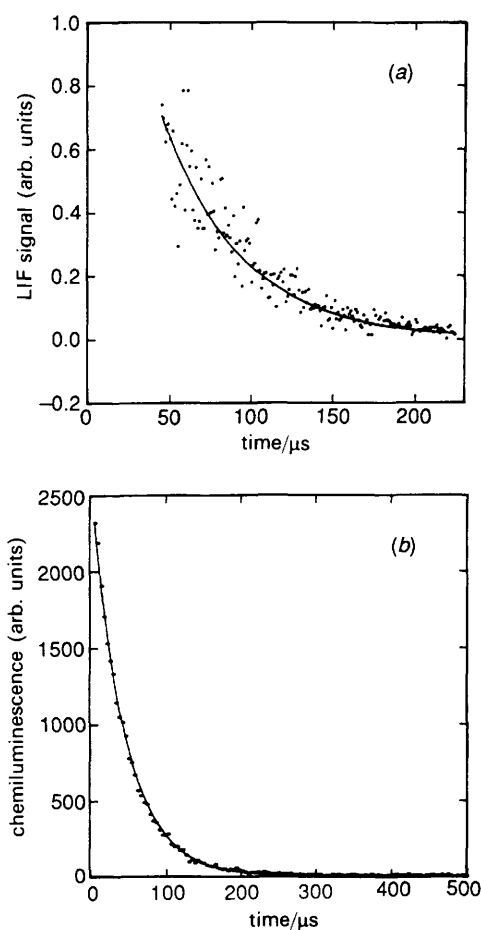 1.0
(a)
0.8
0.6
0.4
0.2
0.0
−0.2
LIF signal (arb. units)
0 50 100 150 200
time/μs
2500
(b)
2000
1500
1000
500
0
chemiluminescence (arb. units)
0 100 200 300 400 500
time/μs